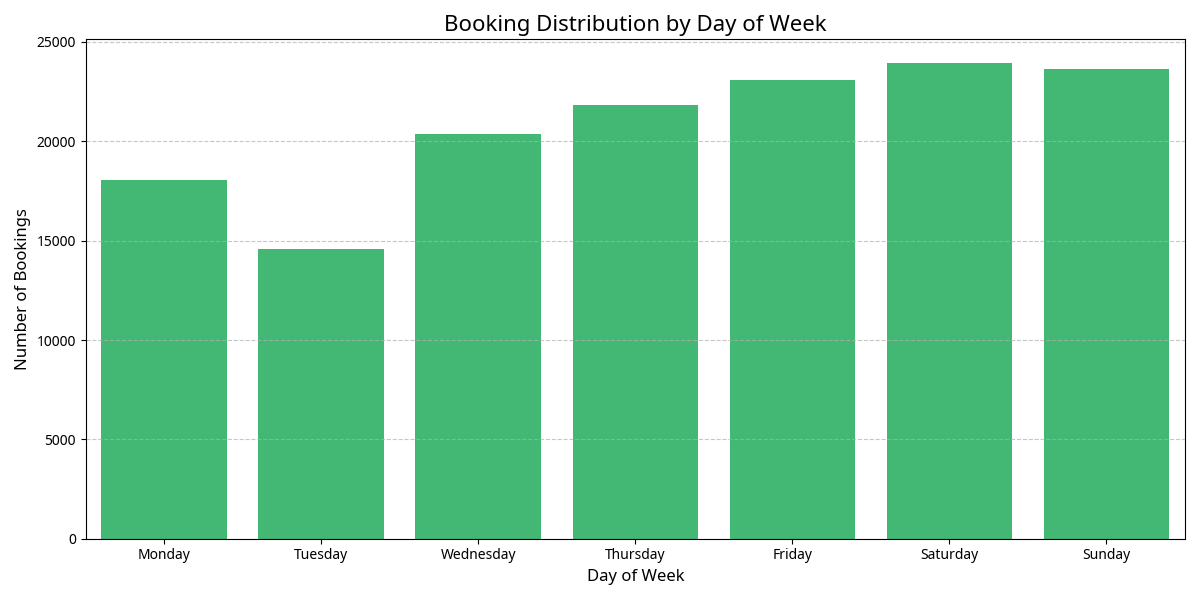 Booking Distribution by Day of Week
25000
20000
15000
10000
5000
0
Number of Bookings
Monday Tuesday Wednesday Thursday Friday Saturday Sunday
Day of Week